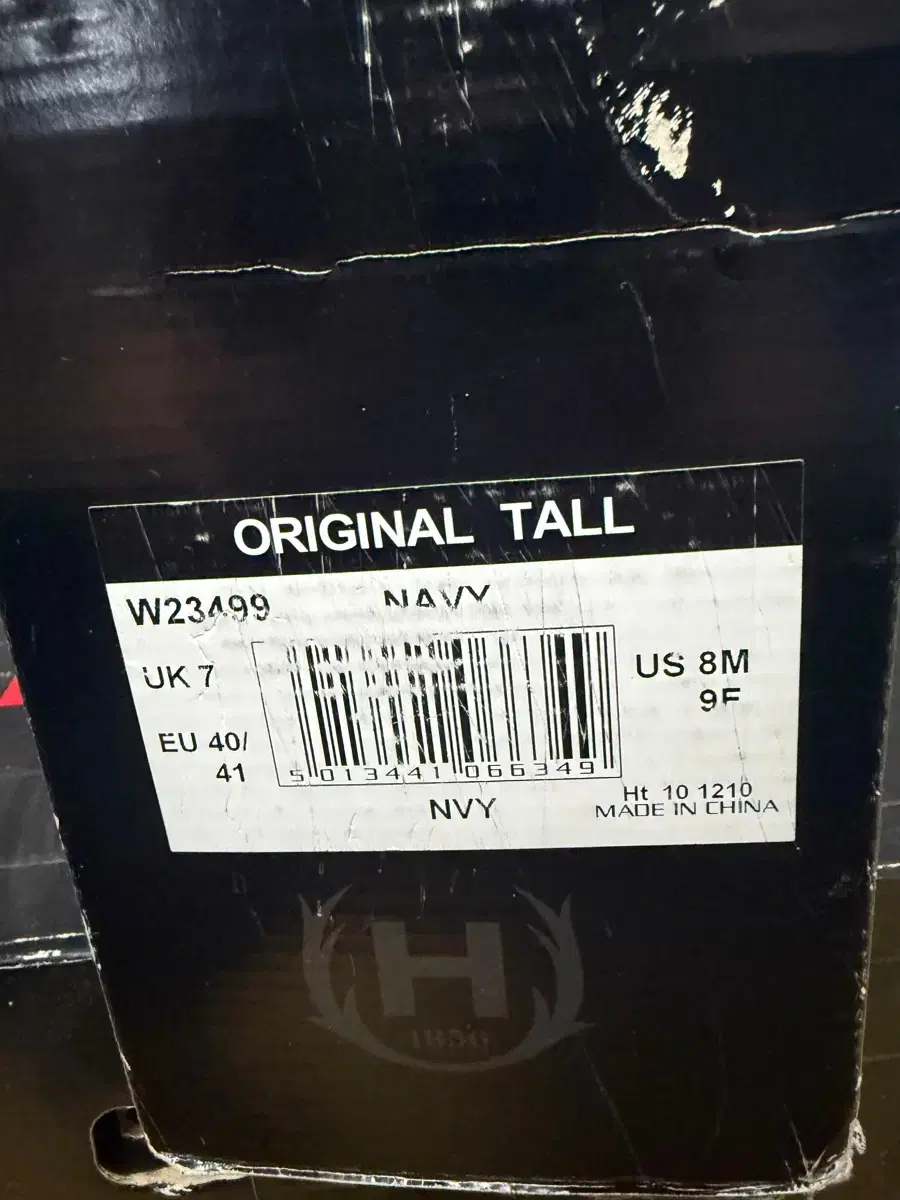 ORIGINAL TALL
W23499 NAVY
UK 7
US 8M
9F
EU 40/
41
5 013441 066349
NVY
Ht 10 1210
MADE IN CHINA
H